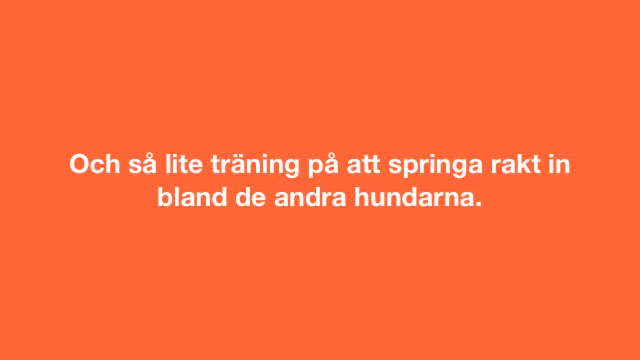 Och så lite träning på att springa rakt in
bland de andra hundarna.